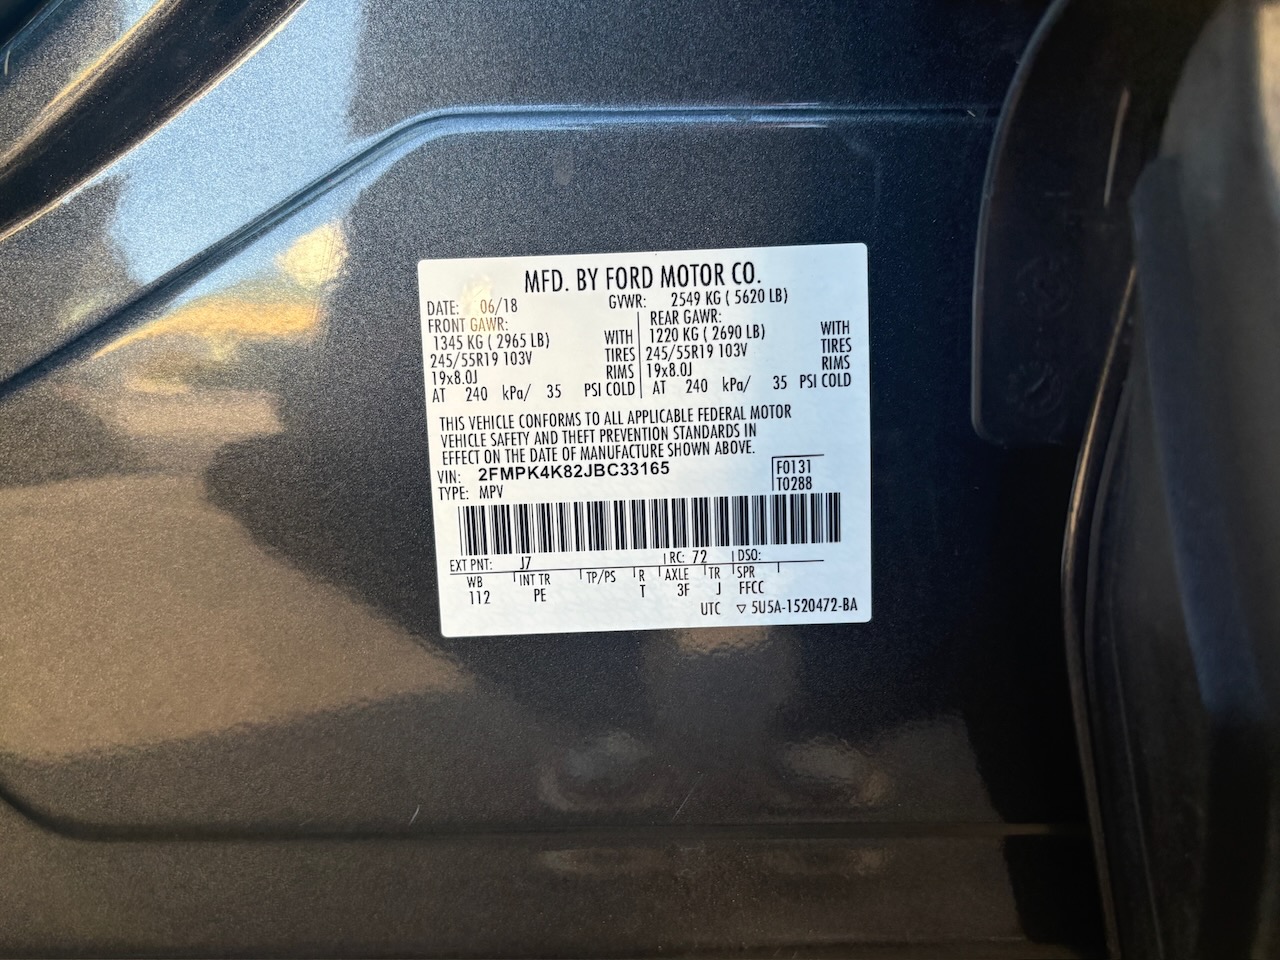 MFD. BY FORD MOTOR CO.
DATE: 06/18 GVWR: 2549 KG ( 5620 LB)
FRONT GAWR: REAR GAWR:
1345 KG ( 2965 LB) WITH 1220 KG ( 2690 LB) WITH
245/55R19 103V TIRES 245/55R19 103V TIRES
19x8.0J RIMS 19x8.0J RIMS
AT 240 kPa/ 35 PSI COLD AT 240 kPa/ 35 PSI COLD
THIS VEHICLE CONFORMS TO ALL APPLICABLE FEDERAL MOTOR
VEHICLE SAFETY AND THEFT PREVENTION STANDARDS IN
EFFECT ON THE DATE OF MANUFACTURE SHOWN ABOVE.
VIN: 2FMPK4K82JBC33165 F0131
TYPE: MPV T0288
EXT PNT: J7 RC: 72 DSO:
WB INT TR TP/PS R AXLE TR SPR
112 PE T 3F J FFCC
UTC ▽ 5U5A-1520472-BA